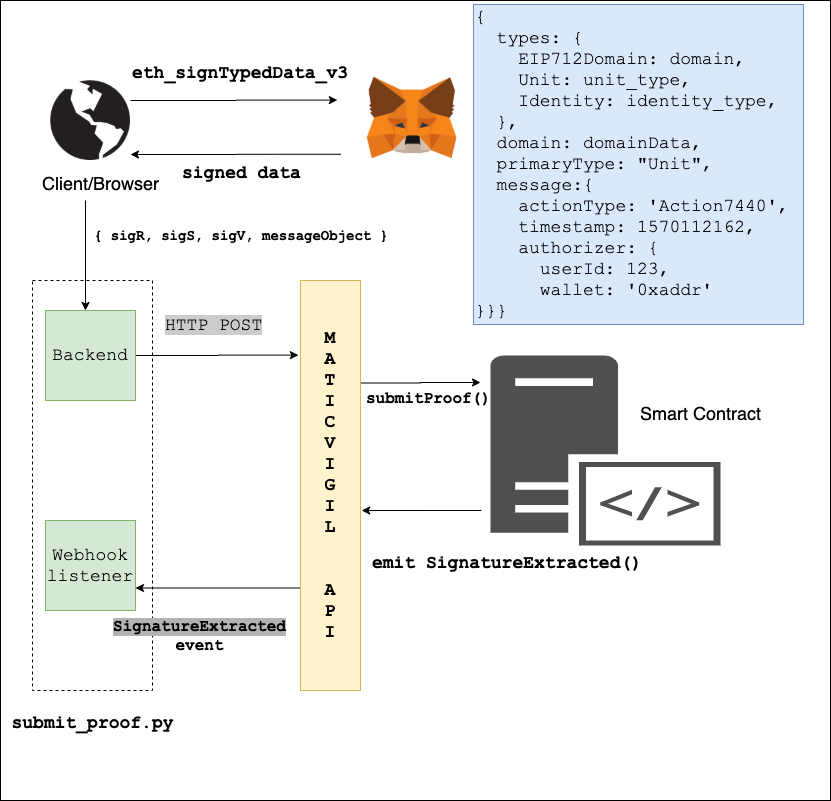 {
types: {
EIP712Domain: domain,
Unit: unit_type,
Identity: identity_type,
},
domain: domainData,
primaryType: "Unit",
message:{
actionType: 'Action7440',
timestamp: 1570112162,
authorizer: {
userId: 123,
wallet: '0xaddr'
}}}
eth_signTypedData_v3
signed data
Client/Browser
{ sigR, sigS, sigV, messageObject }
Backend
HTTP POST
MATICVIGIL API
submitProof()
Smart Contract
</>
emit SignatureExtracted()
Webhook
listener
SignatureExtracted
event
submit_proof.py